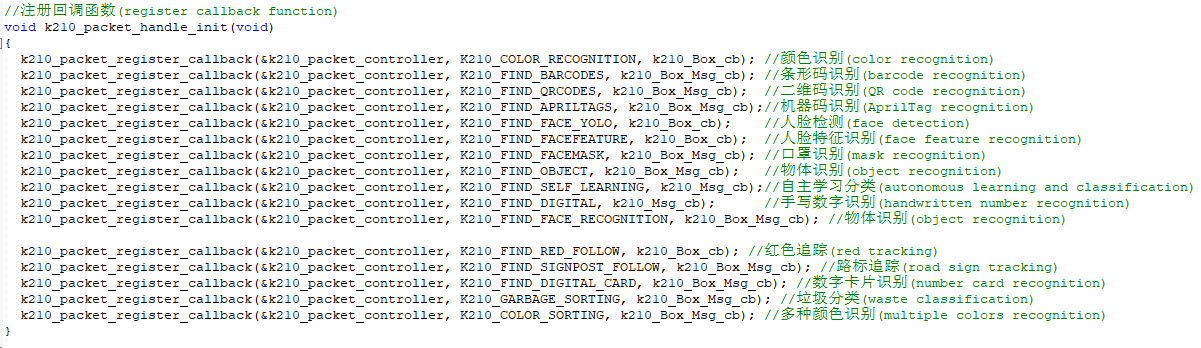 //注册回调函数(register callback function)
void k210_packet_handle_init(void)
{
  k210_packet_register_callback(&k210_packet_controller, K210_COLOR_RECOGNITION, k210_Box_cb); //颜色识别(color recognition)
  k210_packet_register_callback(&k210_packet_controller, K210_FIND_BARCODES, k210_Box_Msg_cb); //条形码识别(barcode recognition)
  k210_packet_register_callback(&k210_packet_controller, K210_FIND_QRCODES, k210_Box_Msg_cb);  //二维码识别(QR code recognition)
  k210_packet_register_callback(&k210_packet_controller, K210_FIND_APRILTAGS, k210_Box_Msg_cb);//机器码识别(AprilTag recognition)
  k210_packet_register_callback(&k210_packet_controller, K210_FIND_FACE_YOLO, k210_Box_cb);    //人脸检测(face detection)
  k210_packet_register_callback(&k210_packet_controller, K210_FIND_FACEFEATURE, k210_Box_cb);  //人脸特征识别(face feature recognition)
  k210_packet_register_callback(&k210_packet_controller, K210_FIND_FACEMASK, k210_Box_Msg_cb); //口罩识别(mask recognition)
  k210_packet_register_callback(&k210_packet_controller, K210_FIND_OBJECT, k210_Box_Msg_cb);   //物体识别(object recognition)
  k210_packet_register_callback(&k210_packet_controller, K210_FIND_SELF_LEARNING, k210_Msg_cb);//自主学习分类(autonomous learning and classification)
  k210_packet_register_callback(&k210_packet_controller, K210_FIND_DIGITAL, k210_Msg_cb);      //手写数字识别(handwritten number recognition)
  k210_packet_register_callback(&k210_packet_controller, K210_FIND_FACE_RECOGNITION, k210_Box_Msg_cb); //物体识别(object recognition)
  k210_packet_register_callback(&k210_packet_controller, K210_FIND_RED_FOLLOW, k210_Box_cb); //红色追踪(red tracking)
  k210_packet_register_callback(&k210_packet_controller, K210_FIND_SIGNPOST_FOLLOW, k210_Box_Msg_cb); //路标追踪(road sign tracking)
  k210_packet_register_callback(&k210_packet_controller, K210_FIND_DIGITAL_CARD, k210_Box_Msg_cb); //数字卡片识别(number card recognition)
  k210_packet_register_callback(&k210_packet_controller, K210_GARBAGE_SORTING, k210_Box_Msg_cb); //垃圾分类(waste classification)
  k210_packet_register_callback(&k210_packet_controller, K210_COLOR_SORTING, k210_Box_Msg_cb); //多种颜色识别(multiple colors recognition)
}